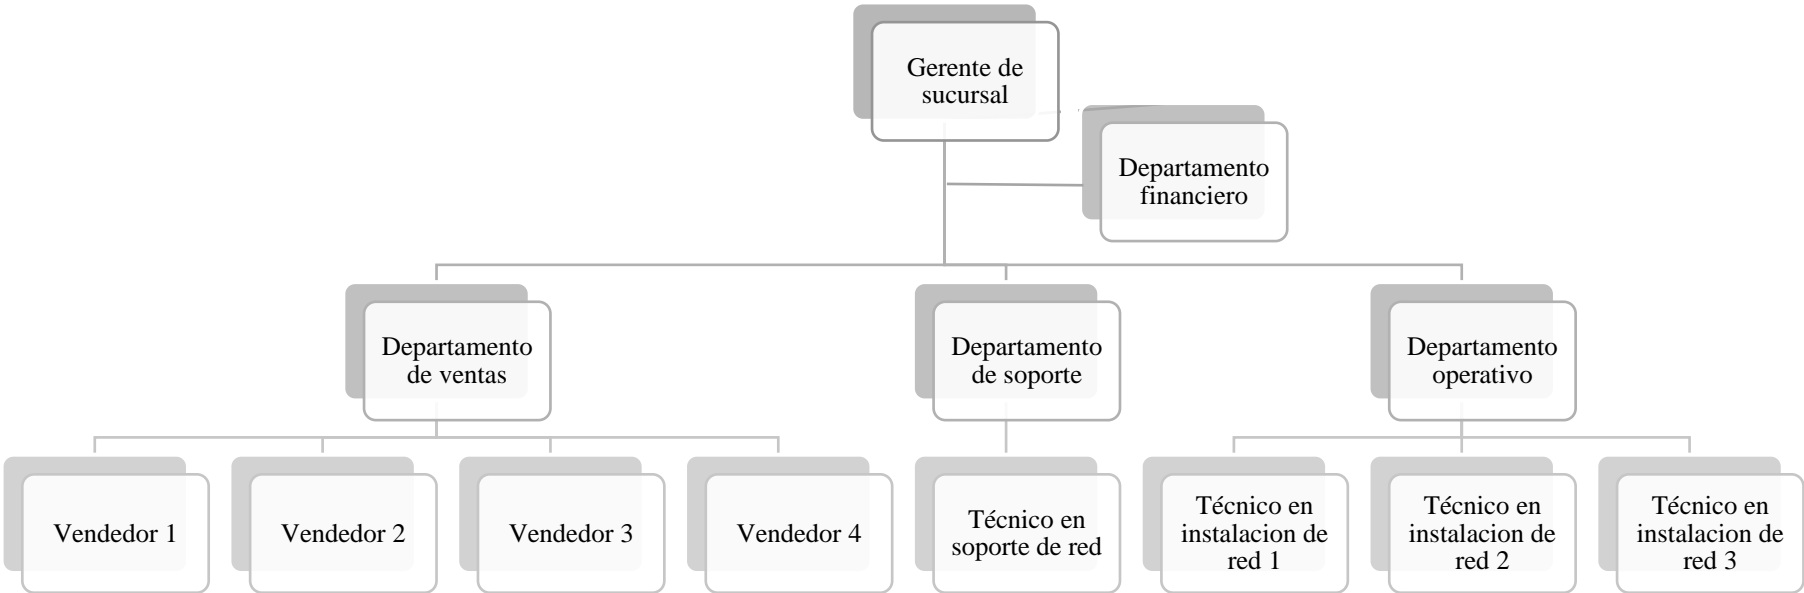 Gerente de
sucursal
Departamento
financiero
Departamento
de ventas
Departamento
de soporte
Departamento
operativo
Vendedor 1
Vendedor 2
Vendedor 3
Vendedor 4
Técnico en
soporte de red
Técnico en
instalacion de
red 1
Técnico en
instalacion de
red 2
Técnico en
instalacion de
red 3